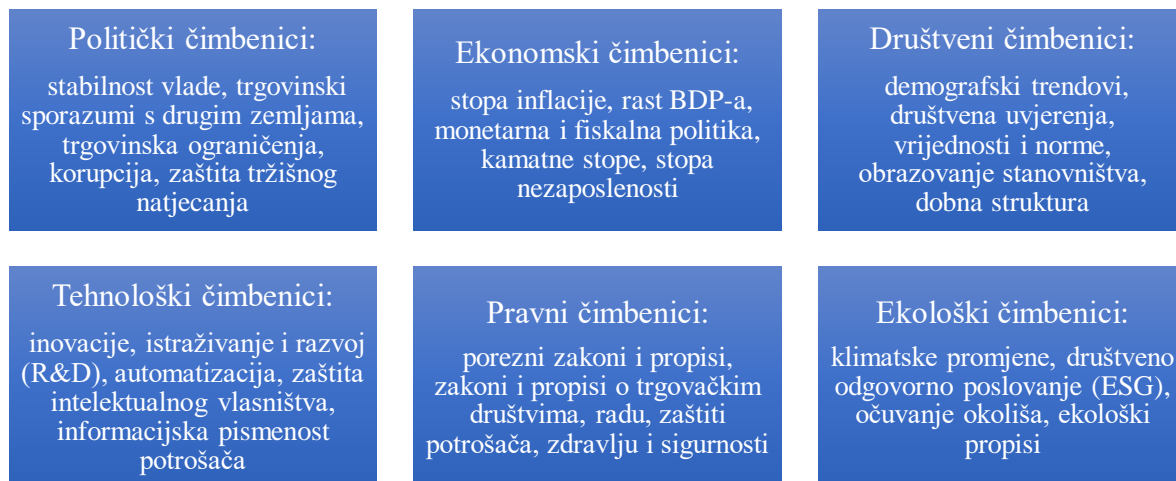 Politički čimbenici:
stabilnost vlade, trgovinski
sporazumi s drugim zemljama,
trgovinska ograničenja,
korupcija, zaštita tržišnog
natjecanja
Ekonomski čimbenici:
stopa inflacije, rast BDP-a,
monetarna i fiskalna politika,
kamatne stope, stopa
nezaposlenosti
Društveni čimbenici:
demografski trendovi,
društvena uvjerenja,
vrijednosti i norme,
obrazovanje stanovništva,
dobna struktura
Tehnološki čimbenici:
inovacije, istraživanje i razvoj
(R&D), automatizacija, zaštita
intelektualnog vlasništva,
informacijska pismenost
potrošača
Pravni čimbenici:
porezni zakoni i propisi,
zakoni i propisi o trgovačkim
društvima, radu, zaštiti
potrošača, zdravlju i sigurnosti
Ekološki čimbenici:
klimatske promjene, društveno
odgovorno poslovanje (ESG),
očuvanje okoliša, ekološki
propisi